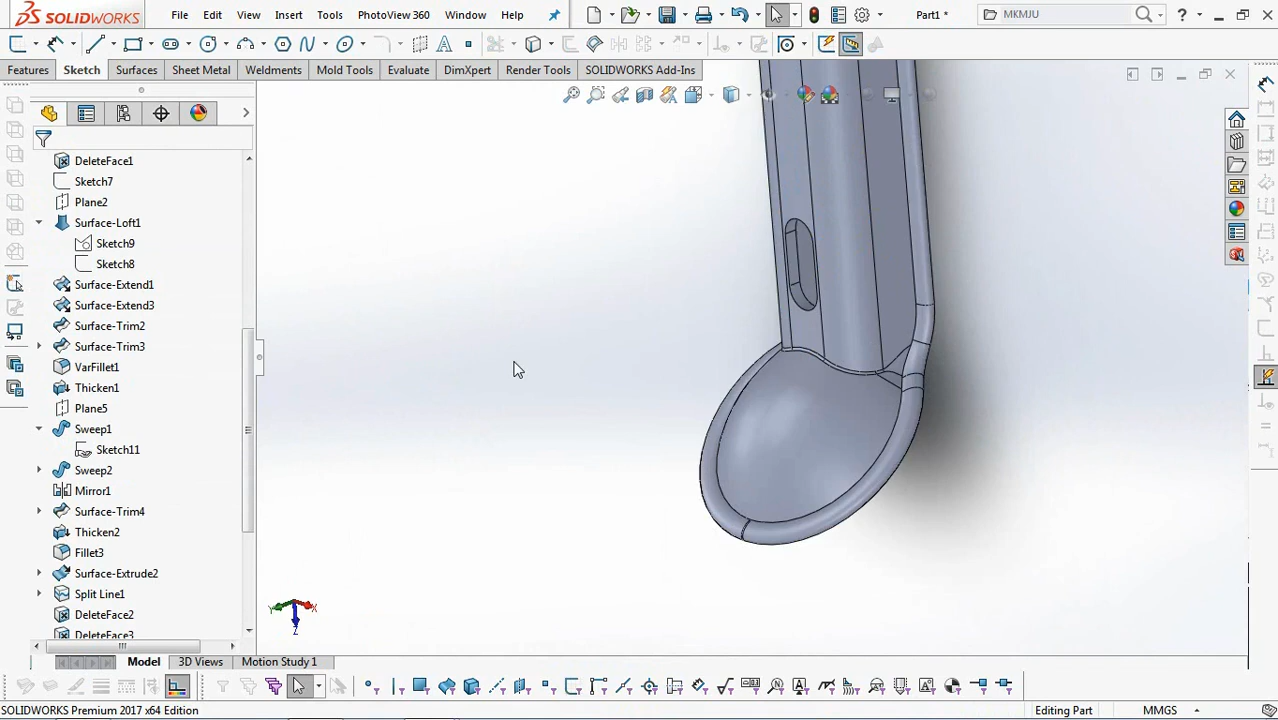 SOLIDWORKS File Edit View Insert Tools PhotoView 360 Window Help Part1 * MKMJU ?
Features Sketch Surfaces Sheet Metal Weldments Mold Tools Evaluate DimXpert Render Tools SOLIDWORKS Add-Ins
DeleteFace1
Sketch7
Plane2
Surface-Loft1
Sketch9
Sketch8
Surface-Extend1
Surface-Extend3
Surface-Trim2
Surface-Trim3
VarFillet1
Thicken1
Plane5
Sweep1
Sketch11
Sweep2
Mirror1
Surface-Trim4
Thicken2
Fillet3
Surface-Extrude2
Split Line1
DeleteFace2
DeleteFace3
Y X
Z
Model 3D Views Motion Study 1
SOLIDWORKS Premium 2017 x64 Edition Editing Part MMGS